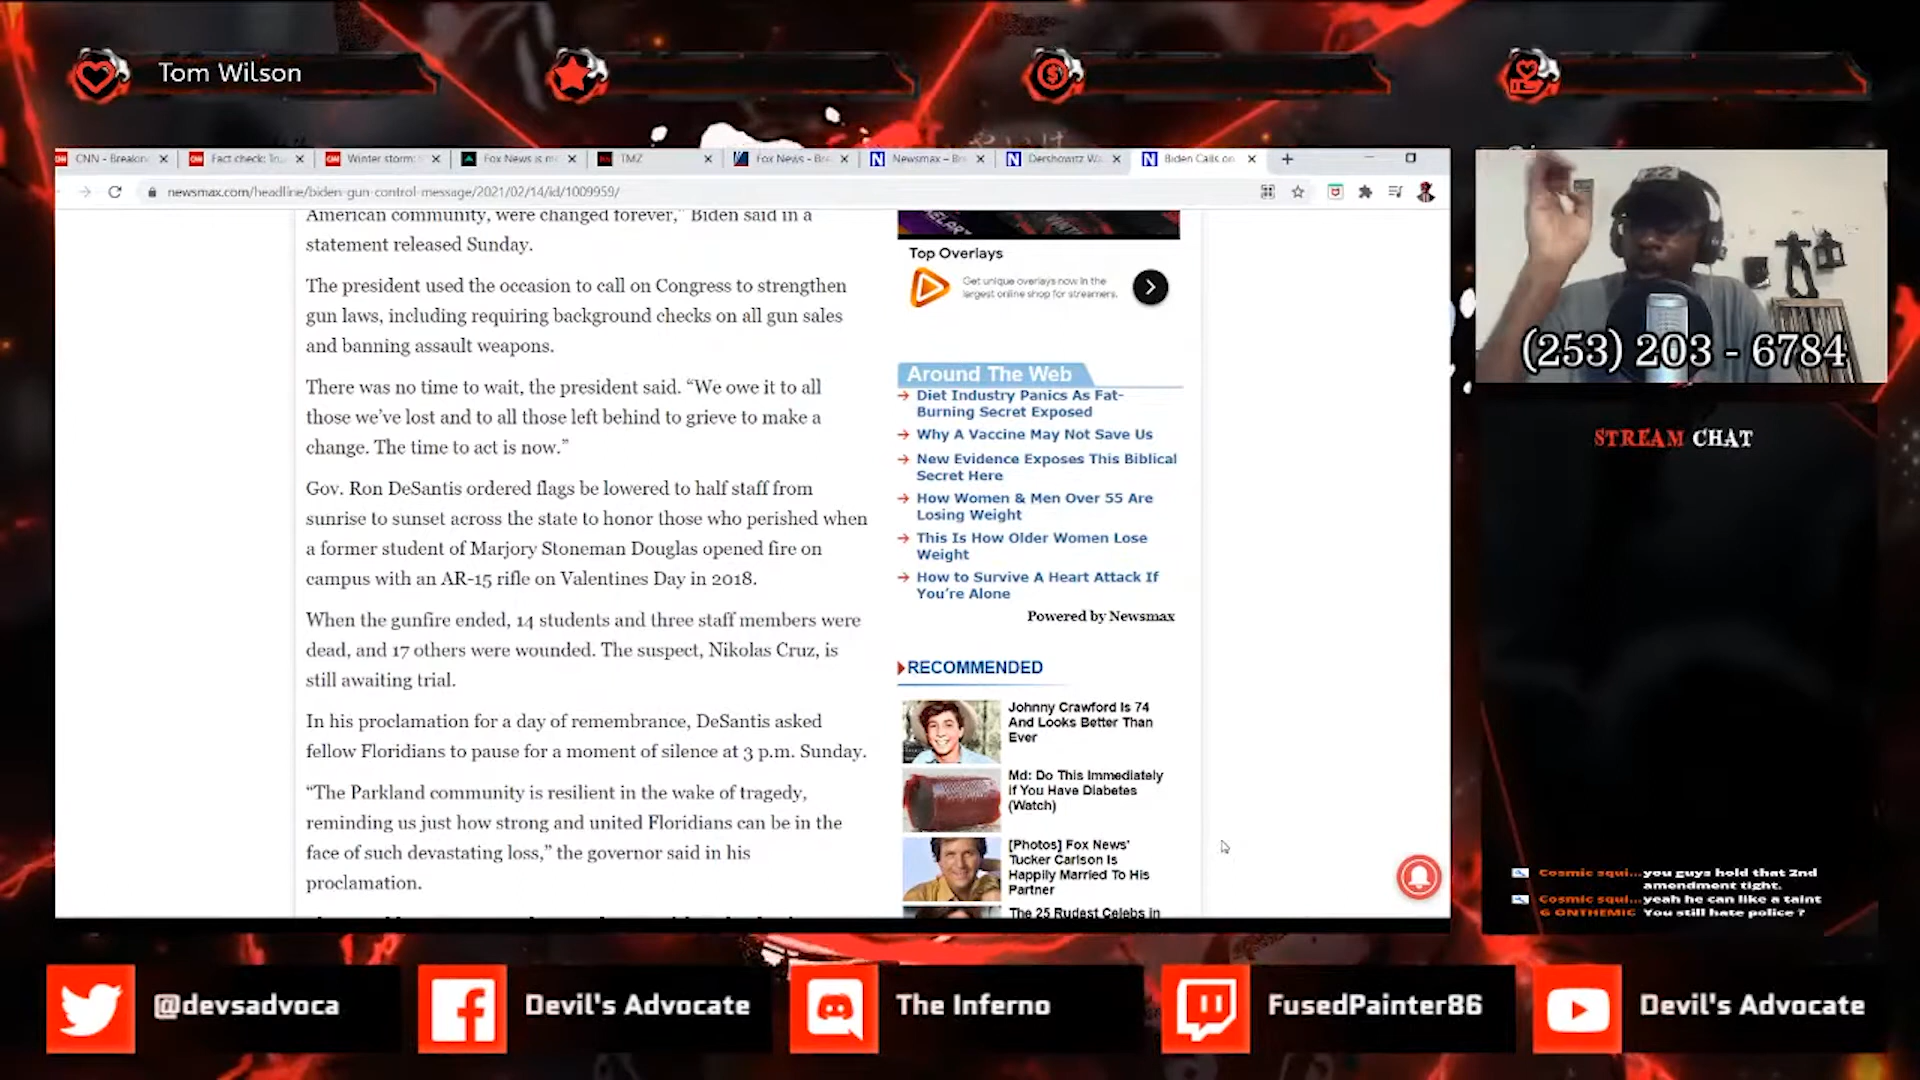 Tom Wilson
CNN - Breakin
Fact check: Tru
Winter storm:
Fox News is m
TMZ
Fox News - Bre
Newsmax – Br
Dershowitz W
Biden Calls on
newsmax.com/headline/biden-gun-control-message/2021/02/14/id/1009959/
American community, were changed forever," Biden said in a
statement released Sunday.
The president used the occasion to call on Congress to strengthen
gun laws, including requiring background checks on all gun sales
and banning assault weapons.
There was no time to wait, the president said. “We owe it to all
those we’ve lost and to all those left behind to grieve to make a
change. The time to act is now.”
Gov. Ron DeSantis ordered flags be lowered to half staff from
sunrise to sunset across the state to honor those who perished when
a former student of Marjory Stoneman Douglas opened fire on
campus with an AR-15 rifle on Valentines Day in 2018.
When the gunfire ended, 14 students and three staff members were
dead, and 17 others were wounded. The suspect, Nikolas Cruz, is
still awaiting trial.
In his proclamation for a day of remembrance, DeSantis asked
fellow Floridians to pause for a moment of silence at 3 p.m. Sunday.
“The Parkland community is resilient in the wake of tragedy,
reminding us just how strong and united Floridians can be in the
face of such devastating loss,” the governor said in his
proclamation.
Top Overlays
Get unique overlays now in the
largest online shop for streamers.
Around The Web
Diet Industry Panics As Fat-
Burning Secret Exposed
Why A Vaccine May Not Save Us
New Evidence Exposes This Biblical
Secret Here
How Women & Men Over 55 Are
Losing Weight
This Is How Older Women Lose
Weight
How to Survive A Heart Attack If
You’re Alone
Powered by Newsmax
RECOMMENDED
Johnny Crawford Is 74
And Looks Better Than
Ever
Md: Do This Immediately
if You Have Diabetes
(Watch)
[Photos] Fox News'
Tucker Carlson Is
Happily Married To His
Partner
The 25 Rudest Celebs in
(253) 203 - 6784
STREAM CHAT
Cosmic squi... you guys hold that 2nd
amendment tight.
Cosmic squi... yeah he can like a taint
G ONTHEMIC You still hate police ?
@devsadvoca
Devil's Advocate
The Inferno
FusedPainter86
Devil's Advocate